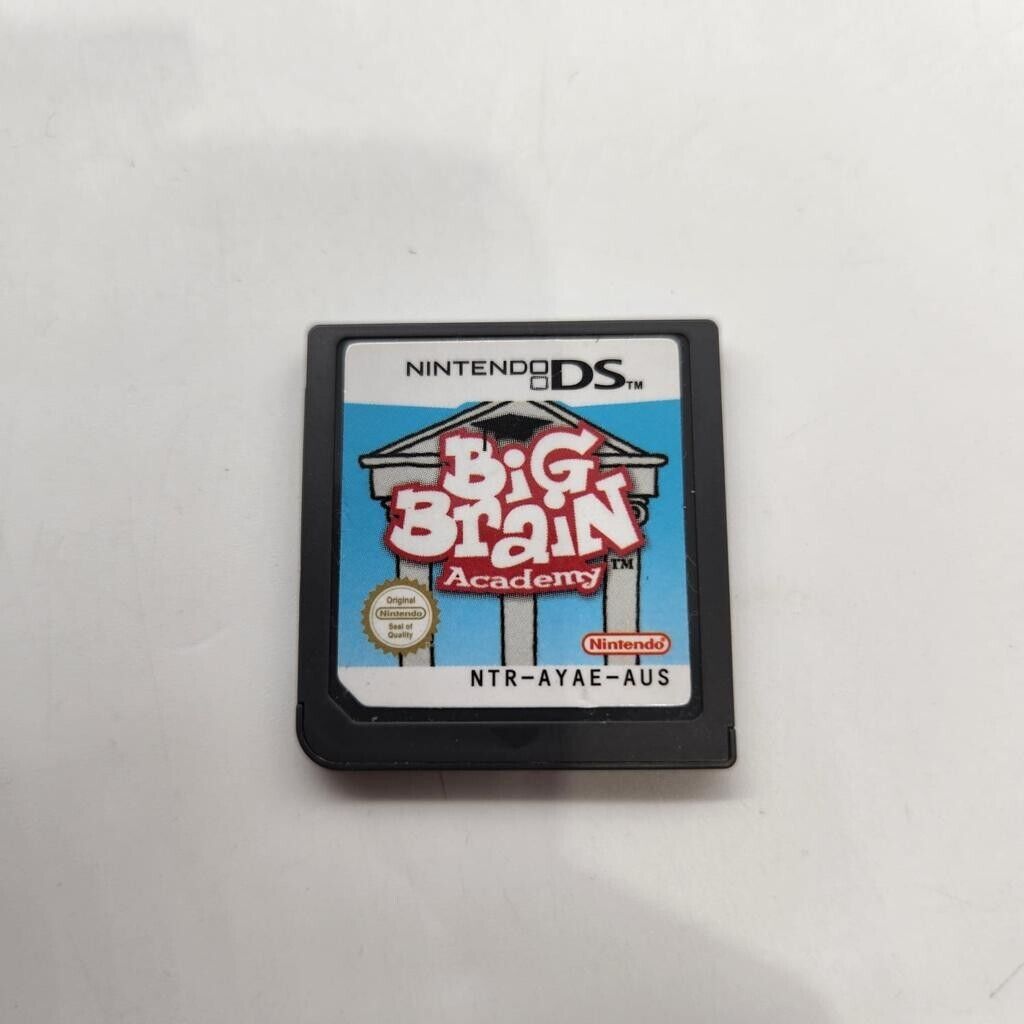 NINTENDO DS™
BiG
BraiN
Academy™
Original
Nintendo
Seal of
Quality
Nintendo®
NTR-AYAE-AUS